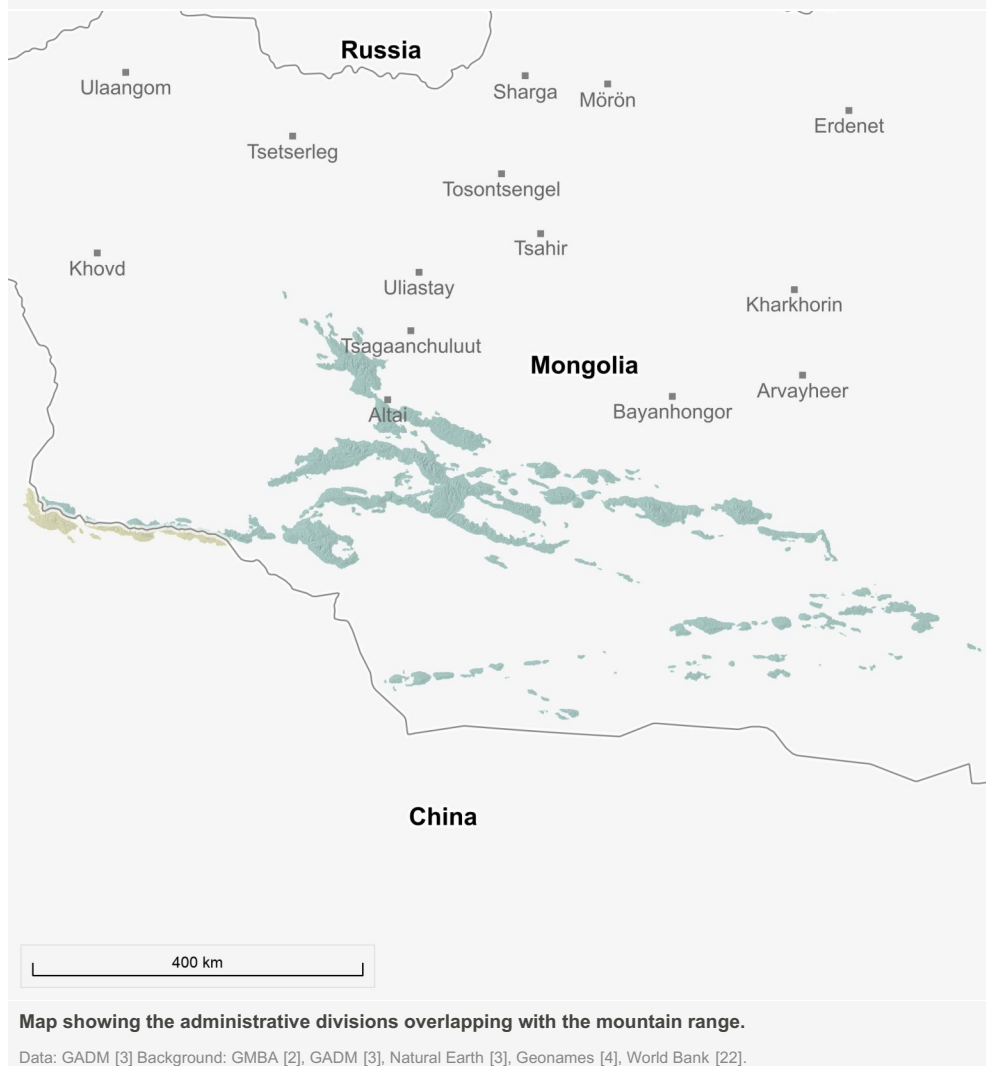 Russia
Ulaangom
Sharga
Mörön
Erdenet
Tsetserleg
Tosontsengel
Tsahir
Khovd
Uliastay
Kharkhorin
Tsagaanchuluut
Mongolia
Arvayheer
Altai
Bayanhongor
China
400 km
Map showing the administrative divisions overlapping with the mountain range.
Data: GADM [3] Background: GMBA [2], GADM [3], Natural Earth [3], Geonames [4], World Bank [22].